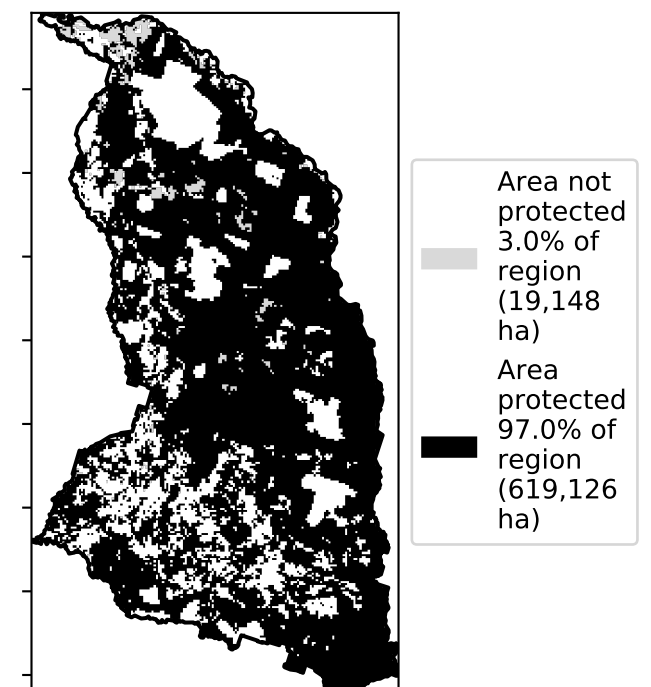 Area not
protected
3.0% of
region
(19,148
ha)
Area
protected
97.0% of
region
(619,126
ha)